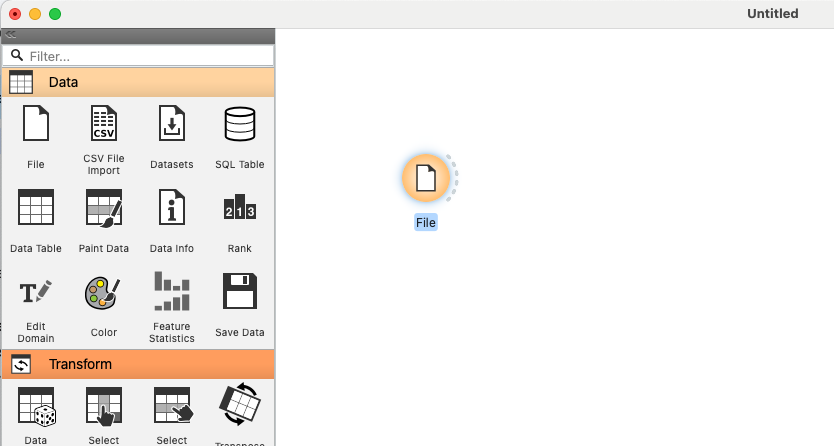 Untitled
Filter...
Data
File
CSV
CSV File
Import
Datasets
SQL Table
2 1 3
Data Table
Paint Data
Data Info
Rank
T
Edit
Domain
Color
Feature
Statistics
Save Data
Transform
Data
Select
Select
Transpose
File